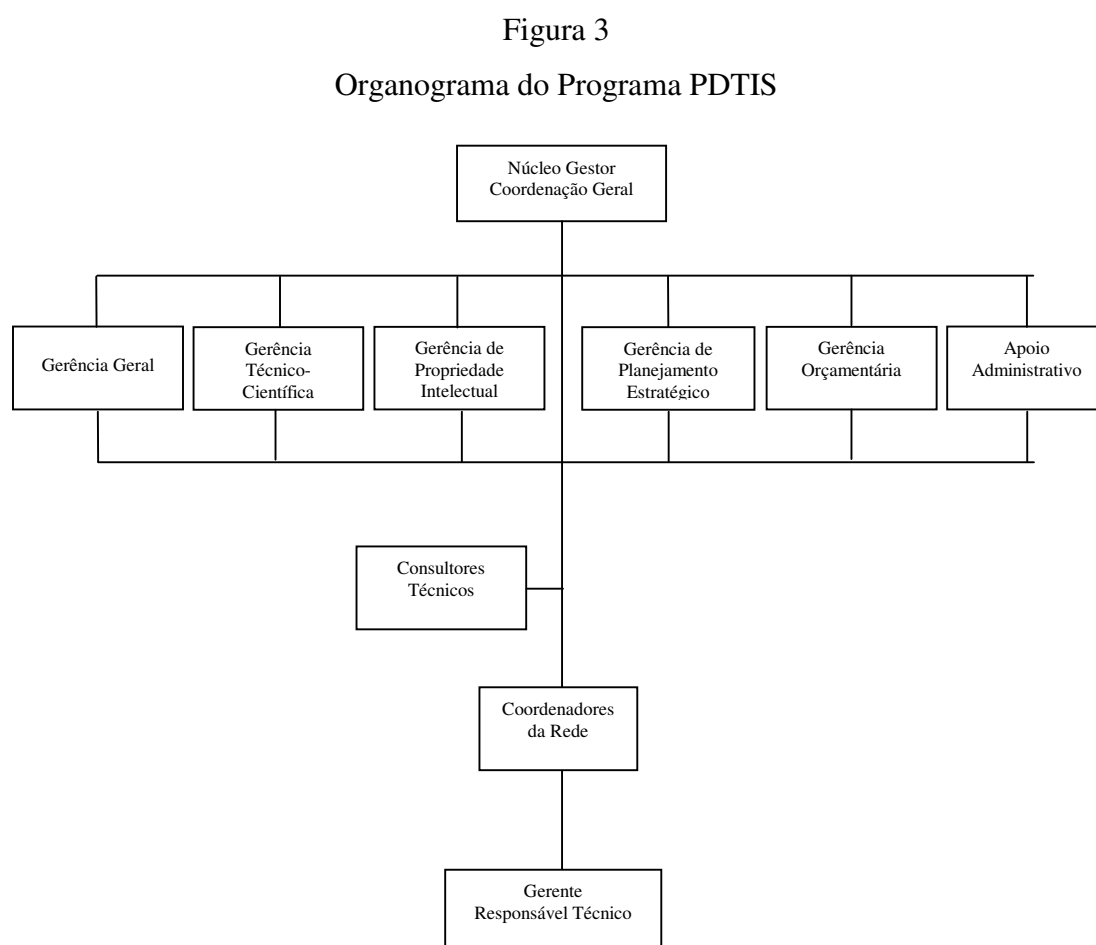 Figura 3
Organograma do Programa PDTIS
Núcleo Gestor
Coordenação Geral
Gerência Geral
Gerência
Técnico-
Científica
Gerência de
Propriedade
Intelectual
Gerência de
Planejamento
Estratégico
Gerência
Orçamentária
Apoio
Administrativo
Consultores
Técnicos
Coordenadores
da Rede
Gerente
Responsável Técnico